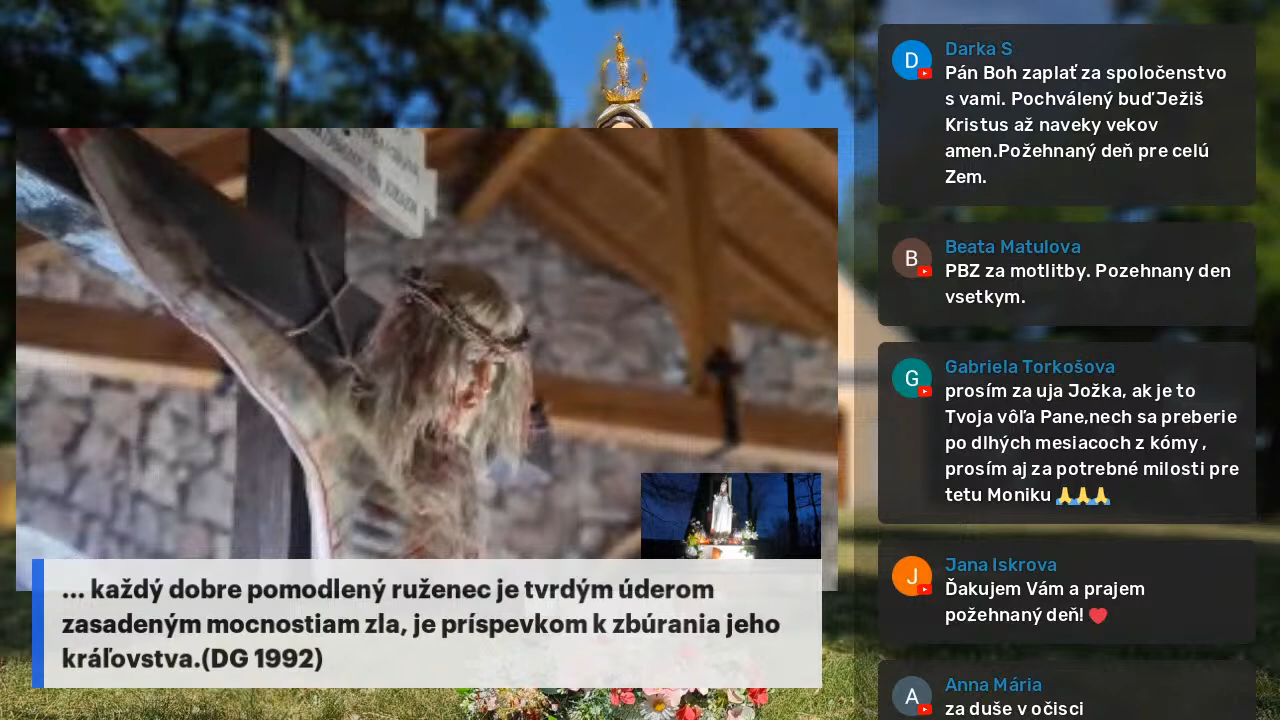 ... každý dobre pomodlený ruženec je tvrdým úderom
zasadeným mocnostiam zla, je príspevkom k zbúrania jeho
kráľovstva.(DG 1992)
D
Darka S
Pán Boh zaplať za spoločenstvo
s vami. Pochválený buď Ježiš
Kristus až naveky vekov
amen.Požehnaný deň pre celú
Zem.
B
Beata Matulova
PBZ za motlitby. Pozehnany den
vsetkym.
G
Gabriela Torkošova
prosím za uja Jožka, ak je to
Tvoja vôľa Pane,nech sa preberie
po dlhých mesiacoch z kómy ,
prosím aj za potrebné milosti pre
tetu Moniku 🙏🙏🙏
J
Jana Iskrova
Ďakujem Vám a prajem
požehnaný deň! ❤️
A
Anna Mária
za duše v očisci